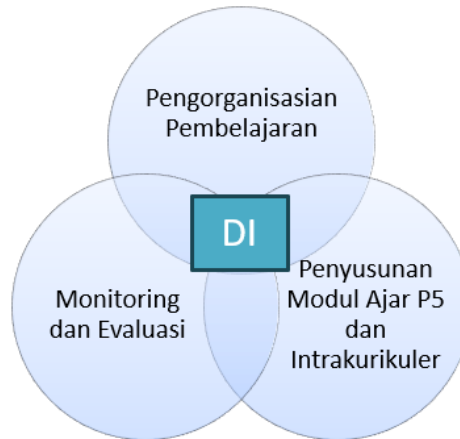 Pengorganisasian
Pembelajaran
DI
Monitoring
dan Evaluasi
Penyusunan
Modul Ajar P5
dan
Intrakurikuler